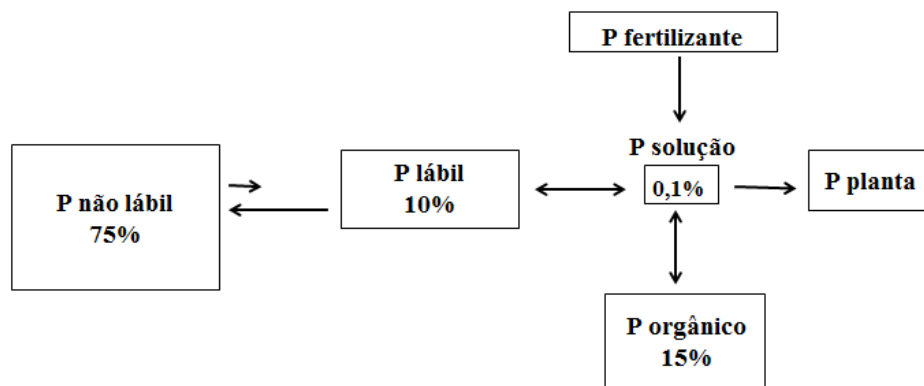 P fertilizante
P solução
0,1%
P lábil
10%
P não lábil
75%
P planta
P orgânico
15%